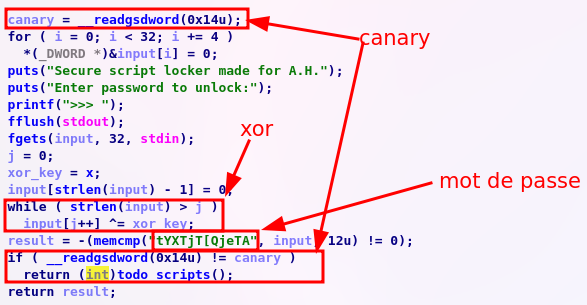 canary = __readgsdword(0x14u);
for ( i = 0; i < 32; i += 4 )
*(_DWORD *)&input[i] = 0;
canary
puts("Secure script locker made for A.H.");
puts("Enter password to unlock:");
printf(">>> ");
fflush(stdout);
xor
fgets(input, 32, stdin);
j = 0;
xor_key = x;
mot de passe
input[strlen(input) - 1] = 0;
while ( strlen(input) > j )
input[j++] ^= xor_key;
result = -(memcmp("tYXTjT[QjeTA", input, 12u) != 0);
if ( __readgsdword(0x14u) != canary )
return (int)todo_scripts();
return result;